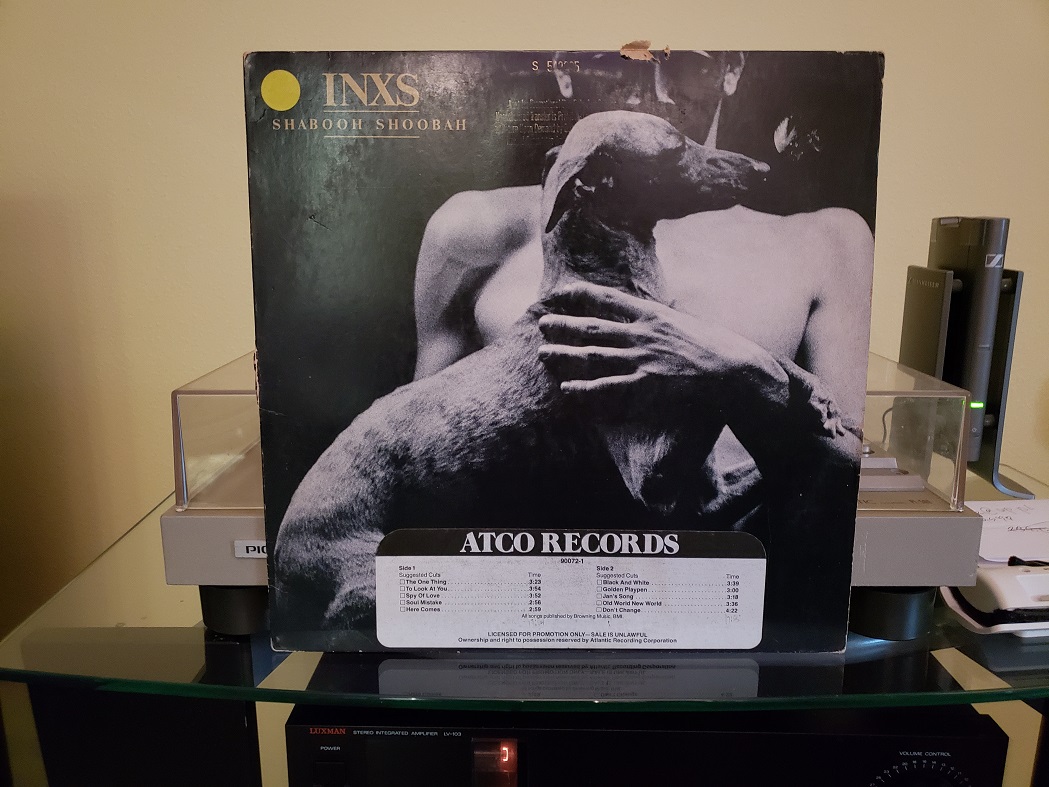 INXS
SHABOOH SHOOBAH
ATCO RECORDS
90072-1
Side 1
Suggested Cuts Time
The One Thing 3:23
To Look At You 3:54
Spy Of Love 3:52
Soul Mistake 2:56
Here Comes 2:59
Side 2
Suggested Cuts Time
Black And White 3:39
Golden Playpen 3:00
Jan's Song 3:18
Old World New World 3:36
Don't Change 4:22
All songs published by Browning Music, BMI.
LICENSED FOR PROMOTION ONLY—SALE IS UNLAWFUL
Ownership and right to possession reserved by Atlantic Recording Corporation
LUXMAN STEREO INTEGRATED AMPLIFIER LV-103
POWER
VOLUME CONTROL